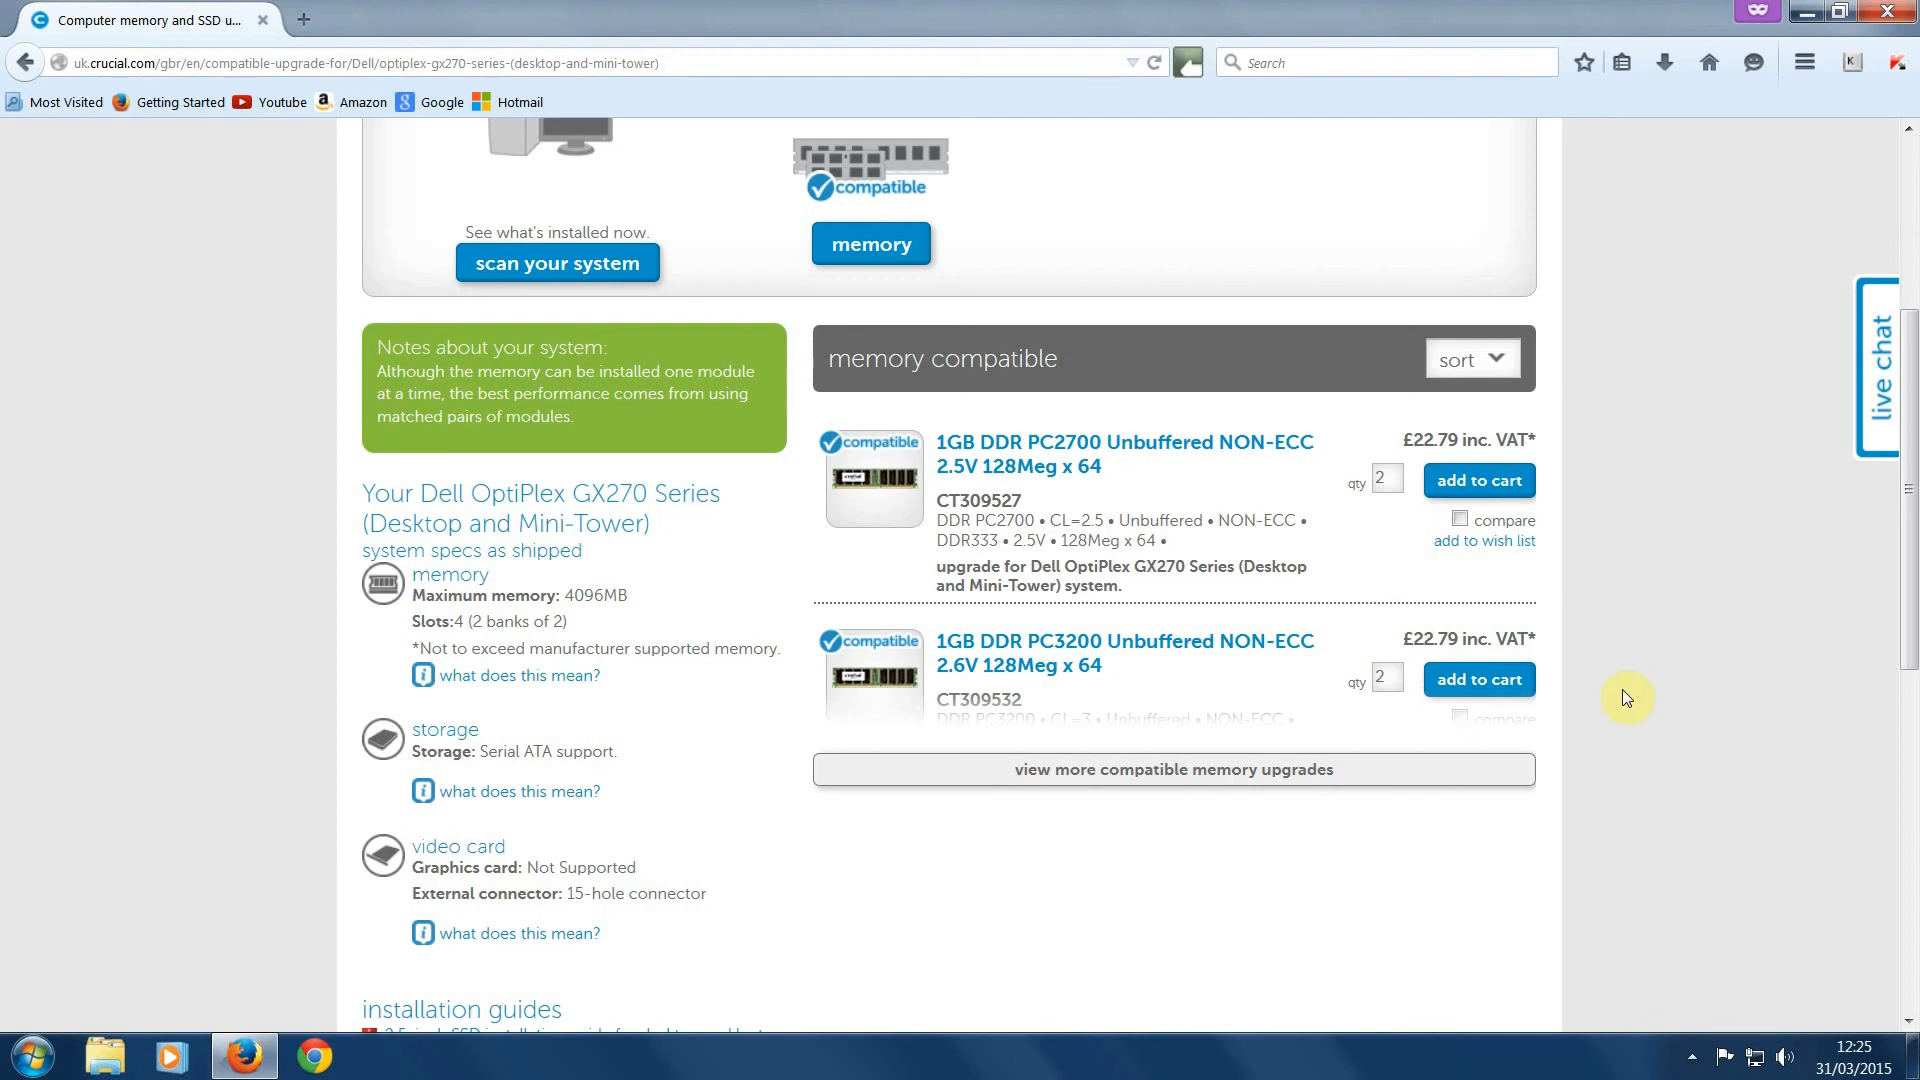 Computer memory and SSD u...
uk.crucial.com/gbr/en/compatible-upgrade-for/Dell/optiplex-gx270-series-(desktop-and-mini-tower)
Search
Most Visited
Getting Started
Youtube
Amazon
Google
Hotmail
compatible
See what's installed now.
scan your system
memory
live chat
Notes about your system:
Although the memory can be installed one module
at a time, the best performance comes from using
matched pairs of modules.
Your Dell OptiPlex GX270 Series
(Desktop and Mini-Tower)
system specs as shipped
memory
Maximum memory: 4096MB
Slots:4 (2 banks of 2)
*Not to exceed manufacturer supported memory.
what does this mean?
storage
Storage: Serial ATA support.
what does this mean?
video card
Graphics card: Not Supported
External connector: 15-hole connector
what does this mean?
installation guides
memory compatible
sort
compatible
1GB DDR PC2700 Unbuffered NON-ECC
2.5V 128Meg x 64
CT309527
DDR PC2700 • CL=2.5 • Unbuffered • NON-ECC •
DDR333 • 2.5V • 128Meg x 64 •
upgrade for Dell OptiPlex GX270 Series (Desktop
and Mini-Tower) system.
£22.79 inc. VAT*
qty 2
add to cart
compare
add to wish list
compatible
1GB DDR PC3200 Unbuffered NON-ECC
2.6V 128Meg x 64
CT309532
DDR PC3200 • CL=3 • Unbuffered • NON-ECC •
£22.79 inc. VAT*
qty 2
add to cart
compare
view more compatible memory upgrades
12:25
31/03/2015